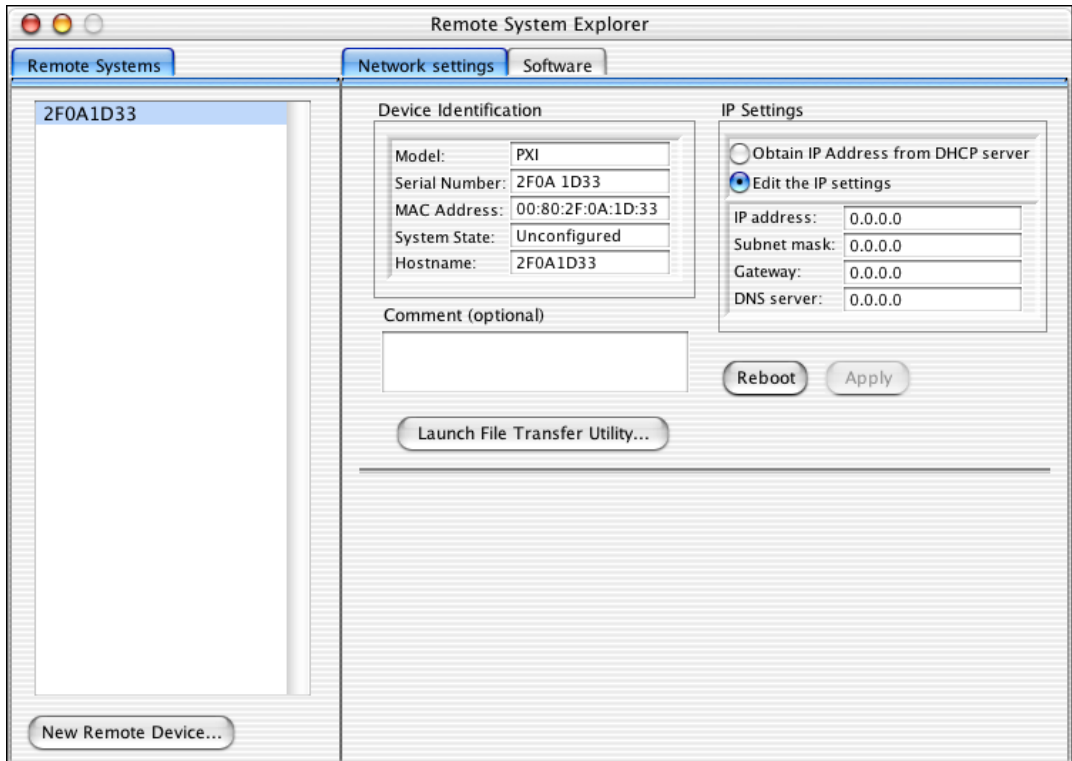 Remote System Explorer
Remote Systems
2F0A1D33
New Remote Device...
Network settings
Software
Device Identification
Model: PXI
Serial Number: 2F0A 1D33
MAC Address: 00:80:2F:0A:1D:33
System State: Unconfigured
Hostname: 2F0A1D33
Comment (optional)
Launch File Transfer Utility...
IP Settings
Obtain IP Address from DHCP server
Edit the IP settings
IP address: 0.0.0.0
Subnet mask: 0.0.0.0
Gateway: 0.0.0.0
DNS server: 0.0.0.0
Reboot
Apply